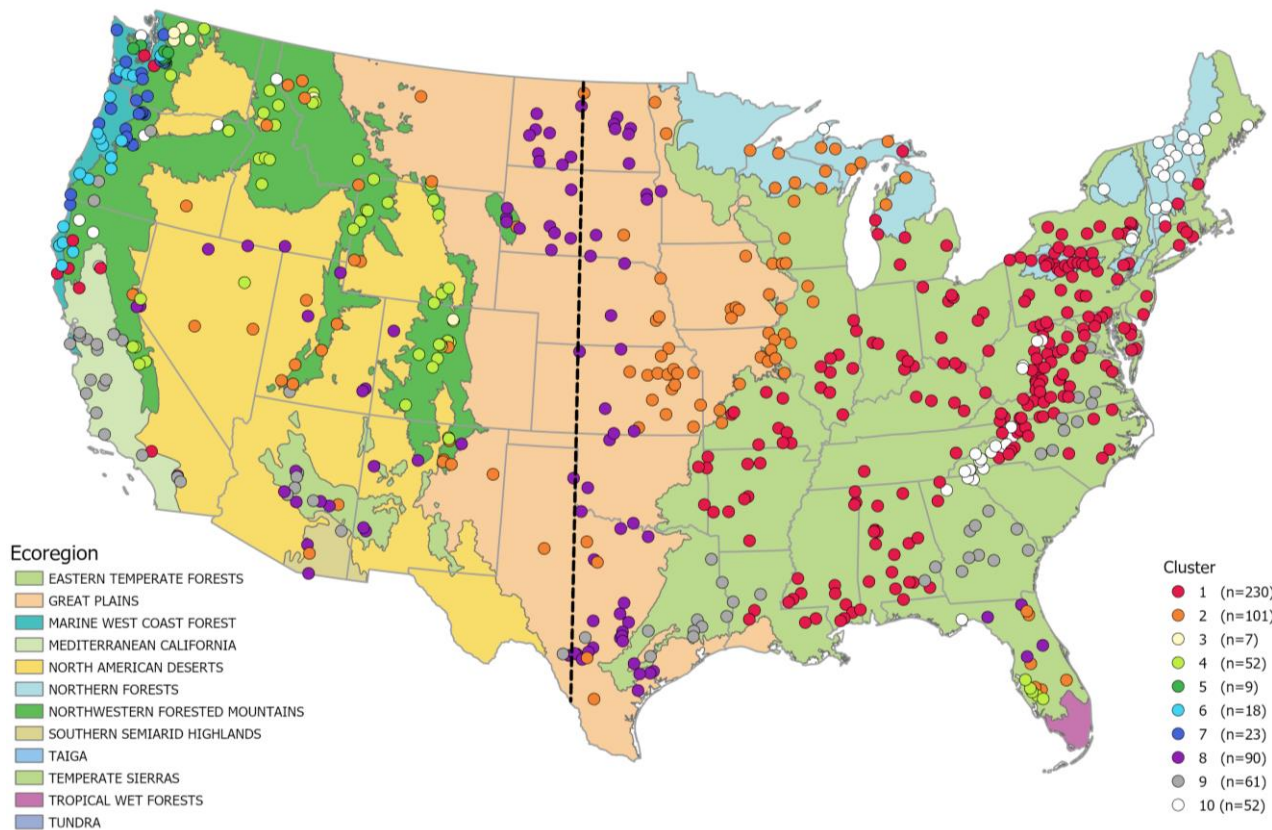 Ecoregion
EASTERN TEMPERATE FORESTS
GREAT PLAINS
MARINE WEST COAST FOREST
MEDITERRANEAN CALIFORNIA
NORTH AMERICAN DESERTS
NORTHERN FORESTS
NORTHWESTERN FORESTED MOUNTAINS
SOUTHERN SEMIARID HIGHLANDS
TAIGA
TEMPERATE SIERRAS
TROPICAL WET FORESTS
TUNDRA
Cluster
1 (n=230)
2 (n=101)
3 (n=7)
4 (n=52)
5 (n=9)
6 (n=18)
7 (n=23)
8 (n=90)
9 (n=61)
10 (n=52)